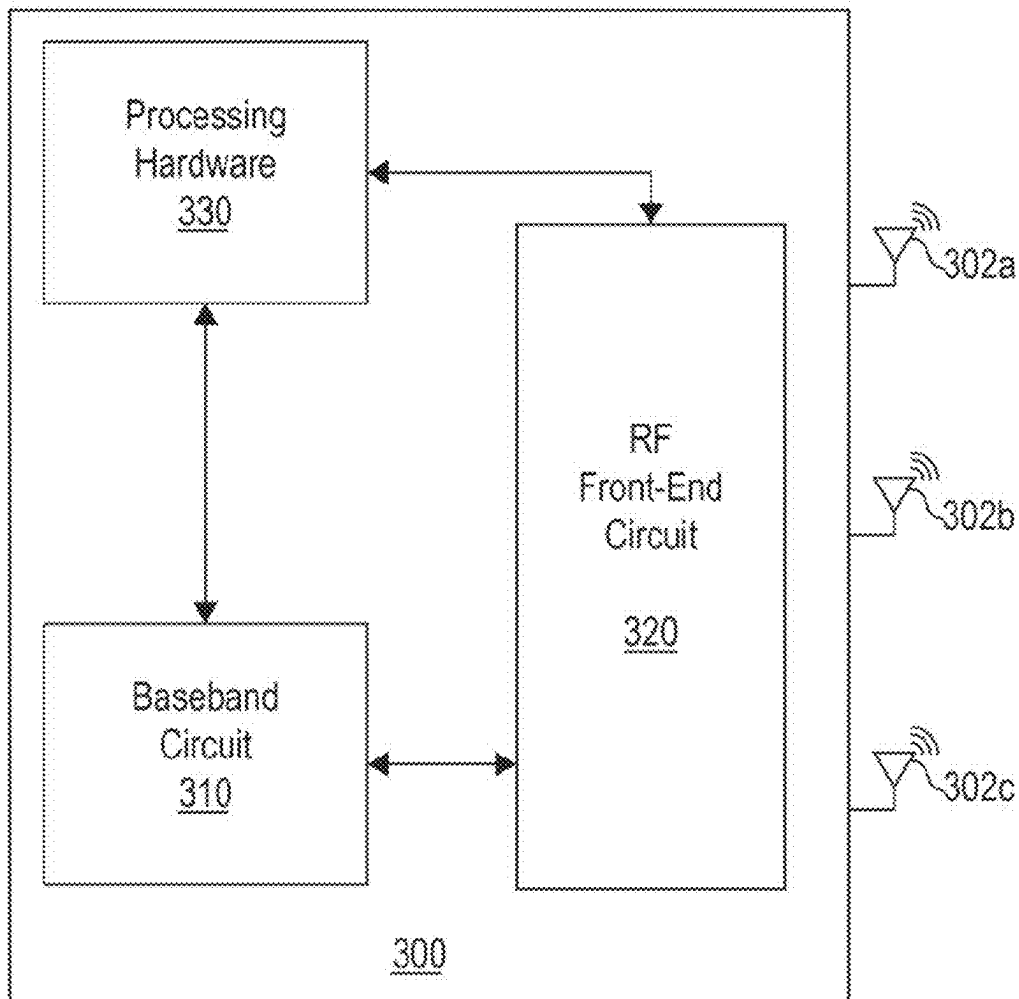 Processing
Hardware
330
302a
RF
Front-End
Circuit
320
302b
Baseband
Circuit
310
302c
300